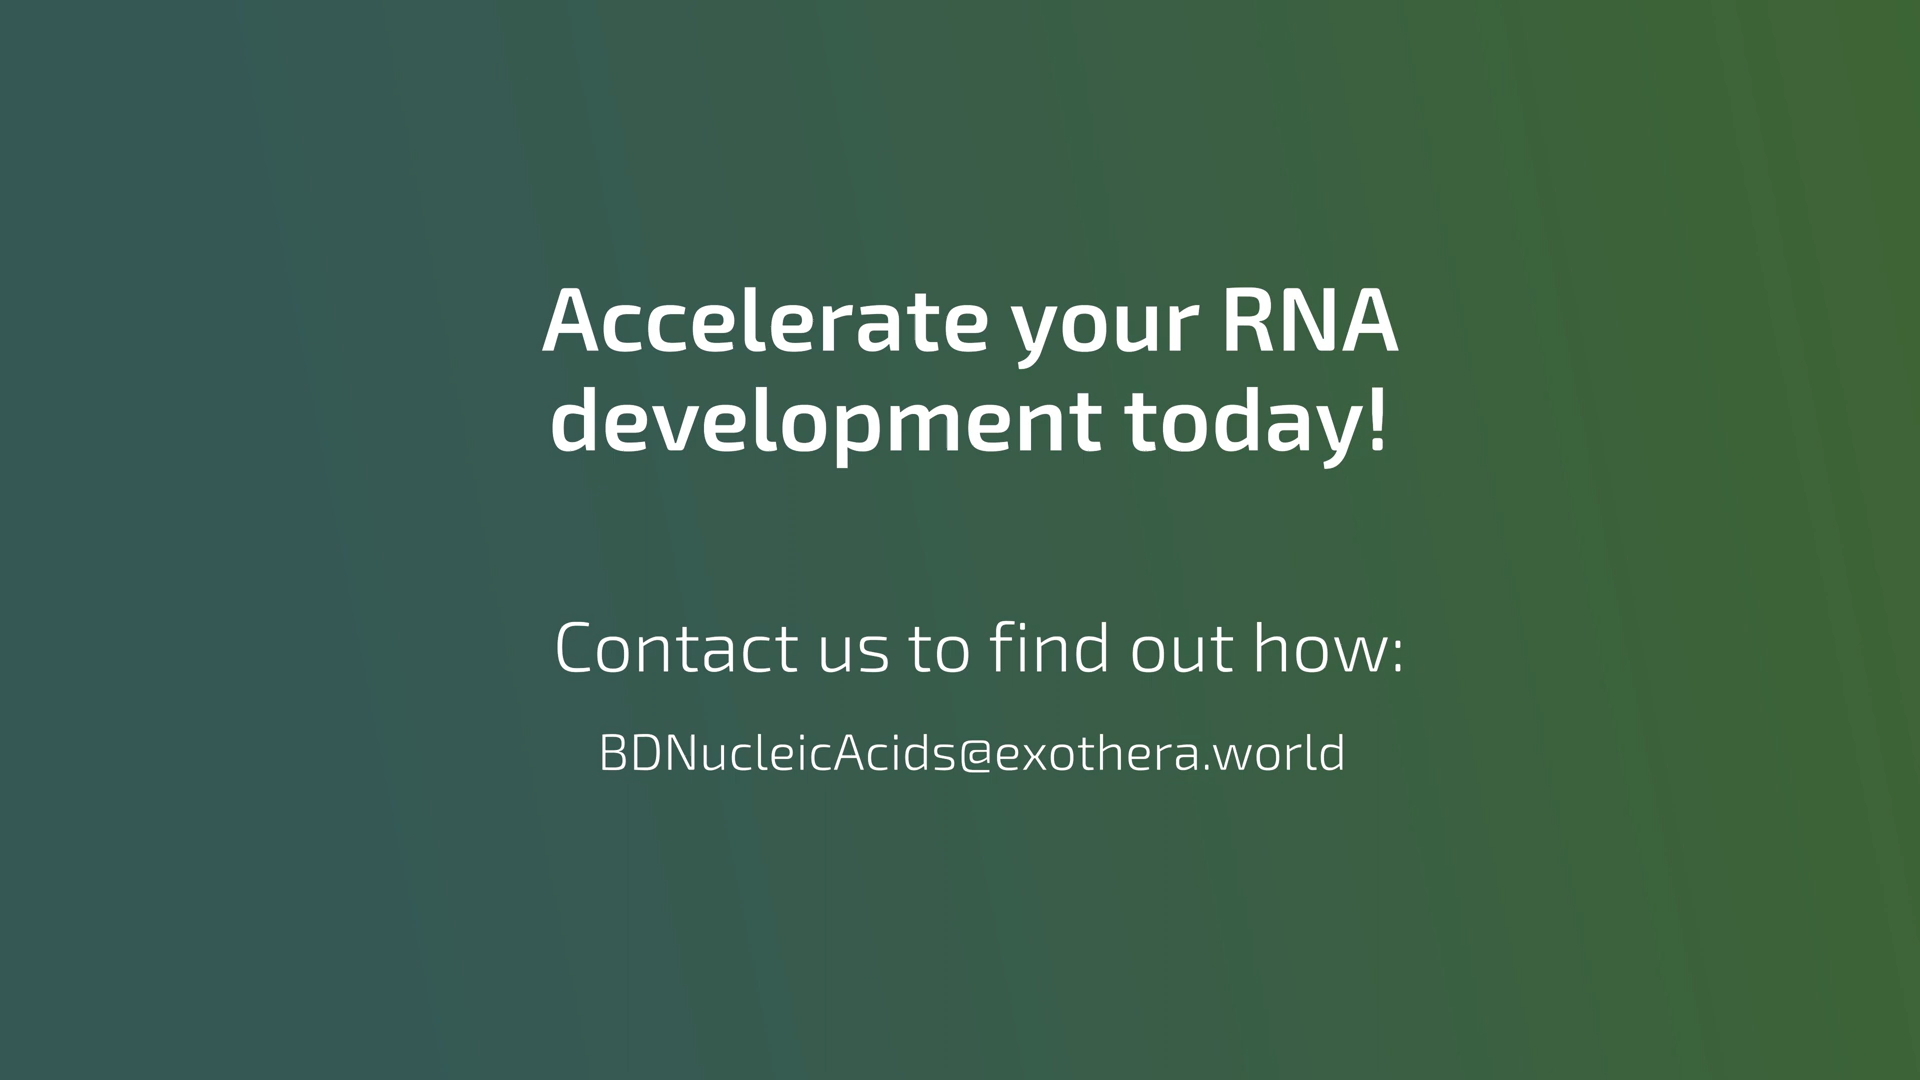 Accelerate your RNA
development today!
Contact us to find out how:
BDNucleicAcids@exothera.world